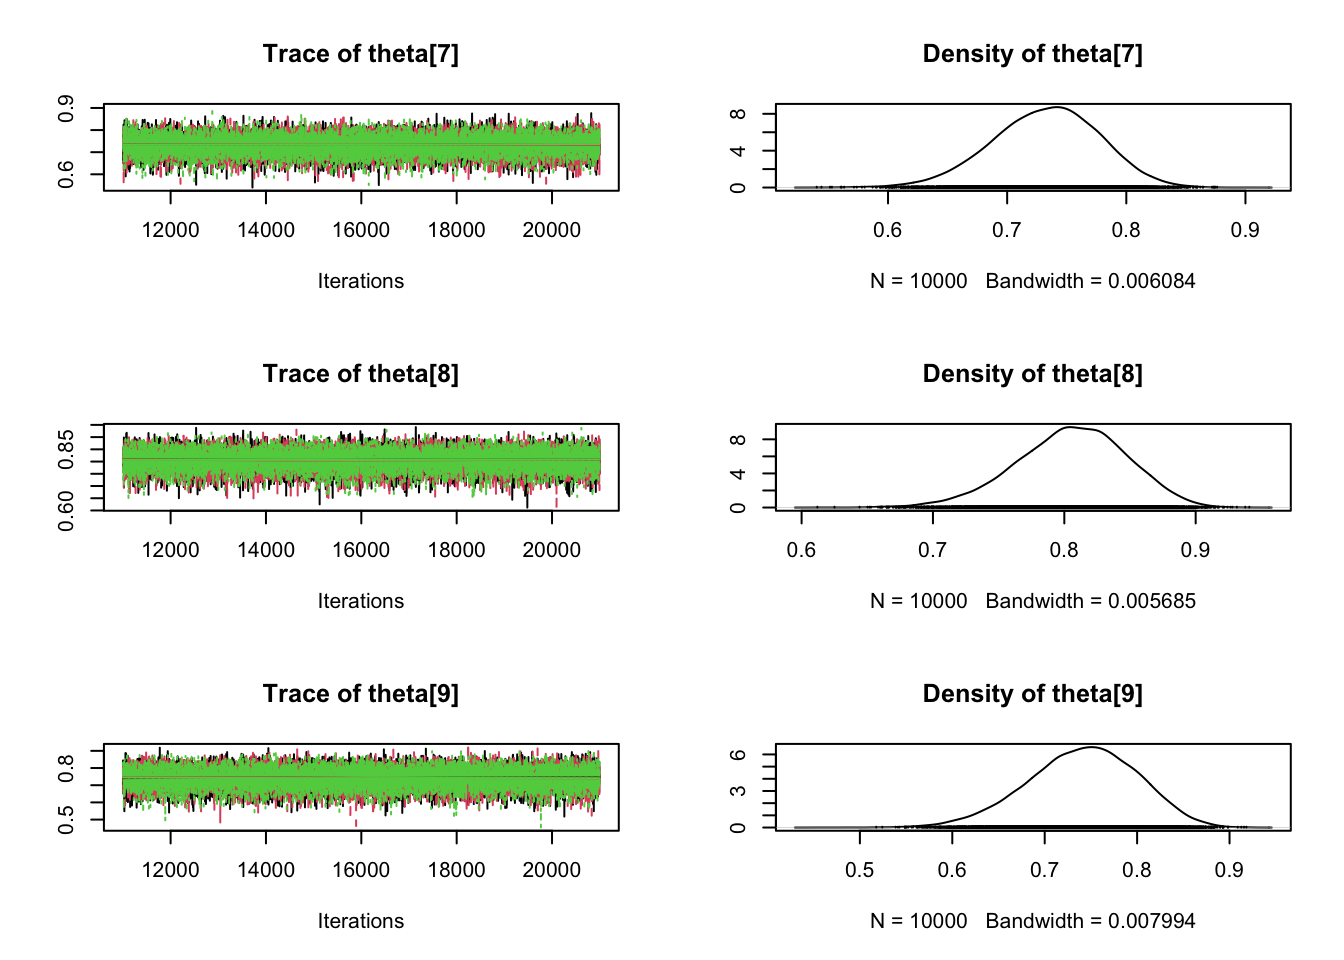 Trace of theta[7]
0.6 0.9
12000 14000 16000 18000 20000
Iterations
Density of theta[7]
0 4 8
0.6 0.7 0.8 0.9
N = 10000 Bandwidth = 0.006084
Trace of theta[8]
0.60 0.85
12000 14000 16000 18000 20000
Iterations
Density of theta[8]
0 4 8
0.6 0.7 0.8 0.9
N = 10000 Bandwidth = 0.005685
Trace of theta[9]
0.5 0.8
12000 14000 16000 18000 20000
Iterations
Density of theta[9]
0 3 6
0.5 0.6 0.7 0.8 0.9
N = 10000 Bandwidth = 0.007994